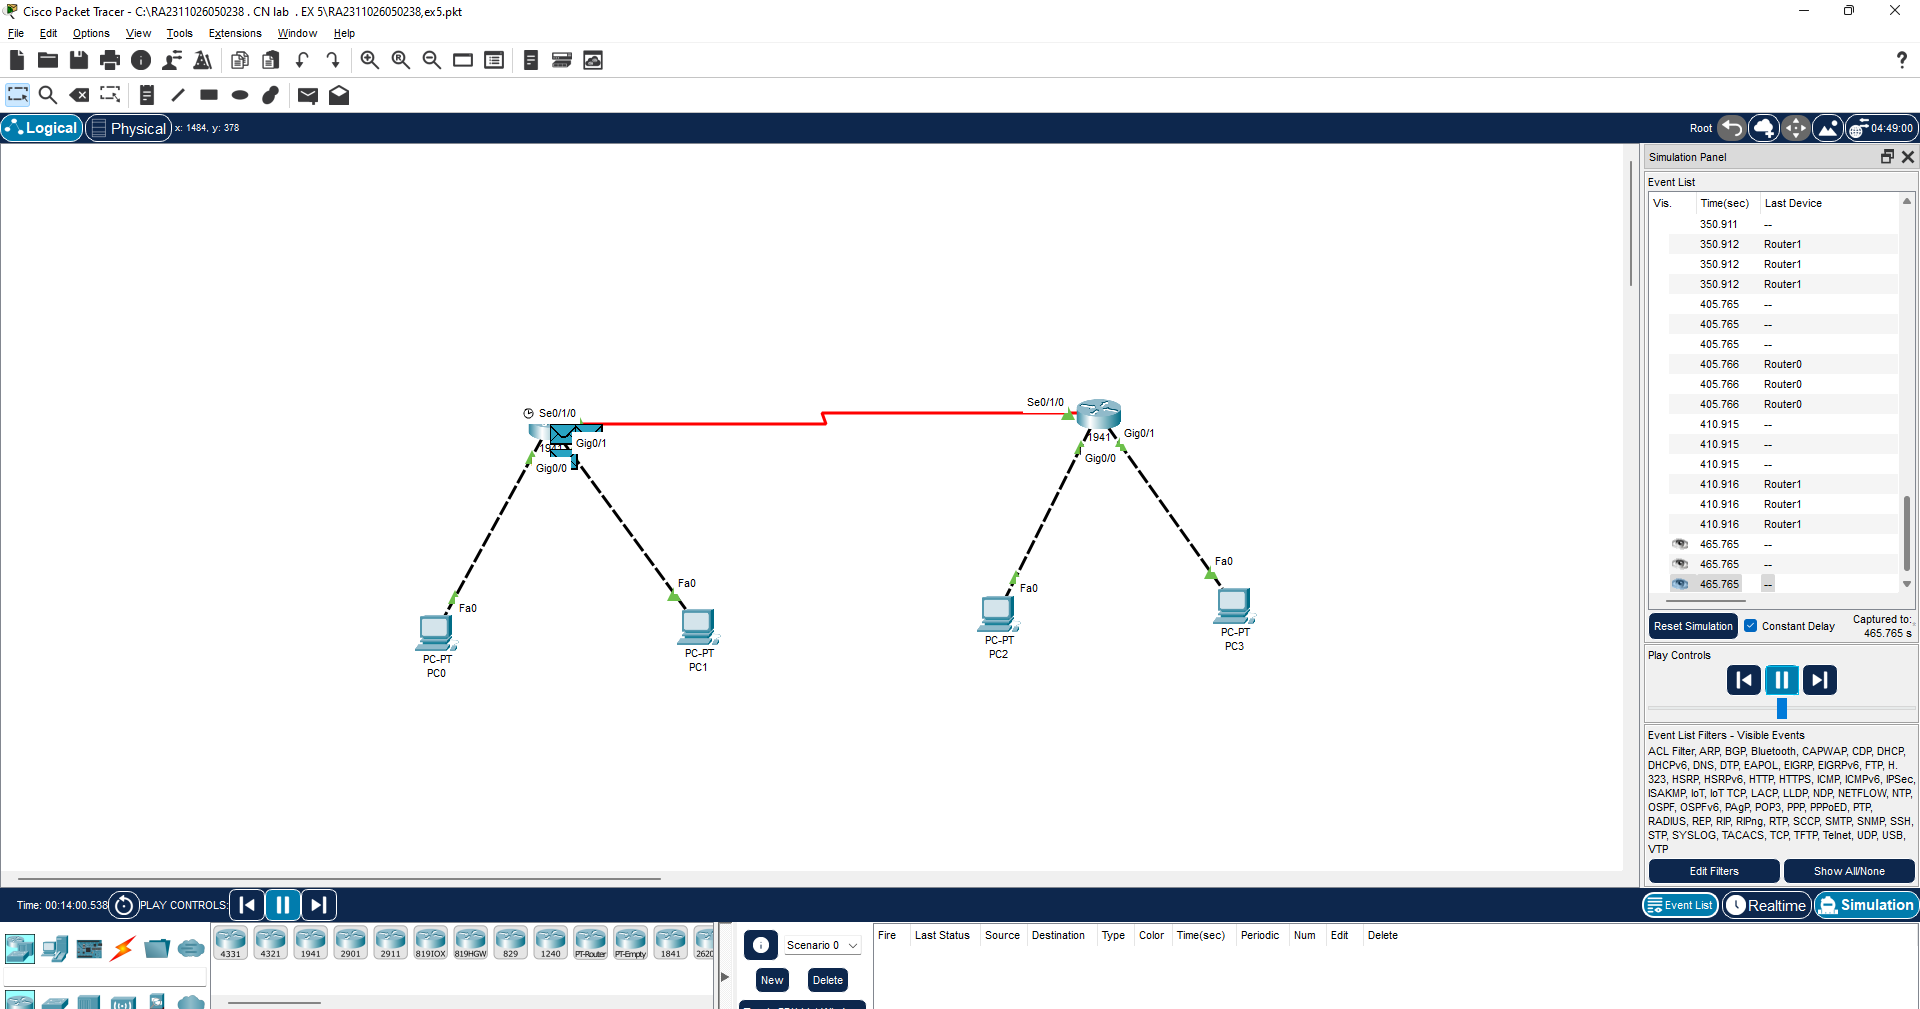 Cisco Packet Tracer - C:\RA2311026050238 . CN lab . EX 5\RA2311026050238,ex5.pkt
File Edit Options View Tools Extensions Window Help
Logical Physical x: 1484, y: 378 Root 04:49:00
Simulation Panel
Event List
Vis. Time(sec) Last Device
350.911 --
350.912 Router1
350.912 Router1
350.912 Router1
405.765 --
405.765 --
405.765 --
405.766 Router0
405.766 Router0
405.766 Router0
410.915 --
410.915 --
410.915 --
410.916 Router1
410.916 Router1
410.916 Router1
465.765 --
465.765 --
465.765 --
Reset Simulation Constant Delay Captured to:
465.765 s
Play Controls
Event List Filters - Visible Events
ACL Filter, ARP, BGP, Bluetooth, CAPWAP, CDP, DHCP,
DHCPv6, DNS, DTP, EAPOL, EIGRP, EIGRPv6, FTP, H.
323, HSRP, HSRPv6, HTTP, HTTPS, ICMP, ICMPv6, IPSec,
ISAKMP, IoT, IoT TCP, LACP, LLDP, NDP, NETFLOW, NTP,
OSPF, OSPFv6, PAgP, POP3, PPP, PPPoED, PTP,
RADIUS, REP, RIP, RIPng, RTP, SCCP, SMTP, SNMP, SSH,
STP, SYSLOG, TACACS, TCP, TFTP, Telnet, UDP, USB,
VTP
Edit Filters Show All/None
Se0/1/0
Gig0/1
Gig0/0
Se0/1/0
1941
Gig0/1
Gig0/0
Fa0
PC-PT
PC0
Fa0
PC-PT
PC1
Fa0
PC-PT
PC2
Fa0
PC-PT
PC3
Time: 00:14:00.538 PLAY CONTROLS: Event List Realtime Simulation
4331 4321 1941 2901 2911 819IOX 819HGW 829 1240 PT-Router PT-Empty 1841 2620
Scenario 0
New Delete
Fire Last Status Source Destination Type Color Time(sec) Periodic Num Edit Delete